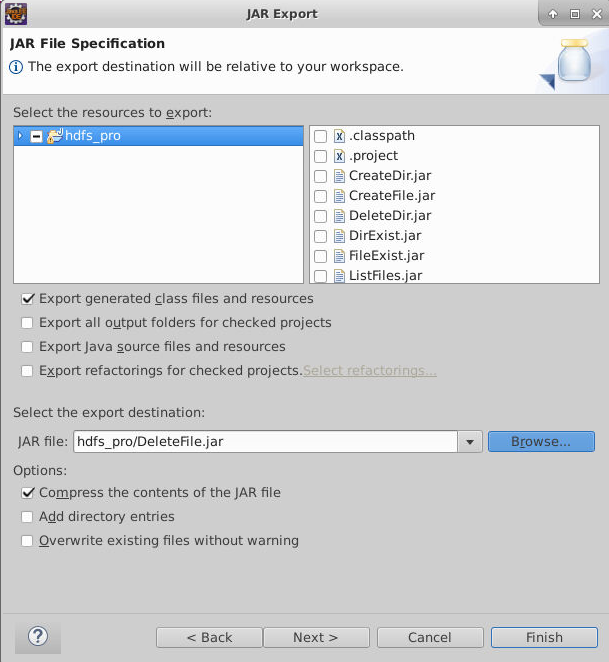 JAR Export
JAR File Specification
The export destination will be relative to your workspace.
Select the resources to export:
hdfs_pro
.classpath
.project
CreateDir.jar
CreateFile.jar
DeleteDir.jar
DirExist.jar
FileExist.jar
ListFiles.jar
Export generated class files and resources
Export all output folders for checked projects
Export Java source files and resources
Export refactorings for checked projects. Select refactorings...
Select the export destination:
JAR file: hdfs_pro/DeleteFile.jar Browse...
Options:
Compress the contents of the JAR file
Add directory entries
Overwrite existing files without warning
? < Back Next > Cancel Finish